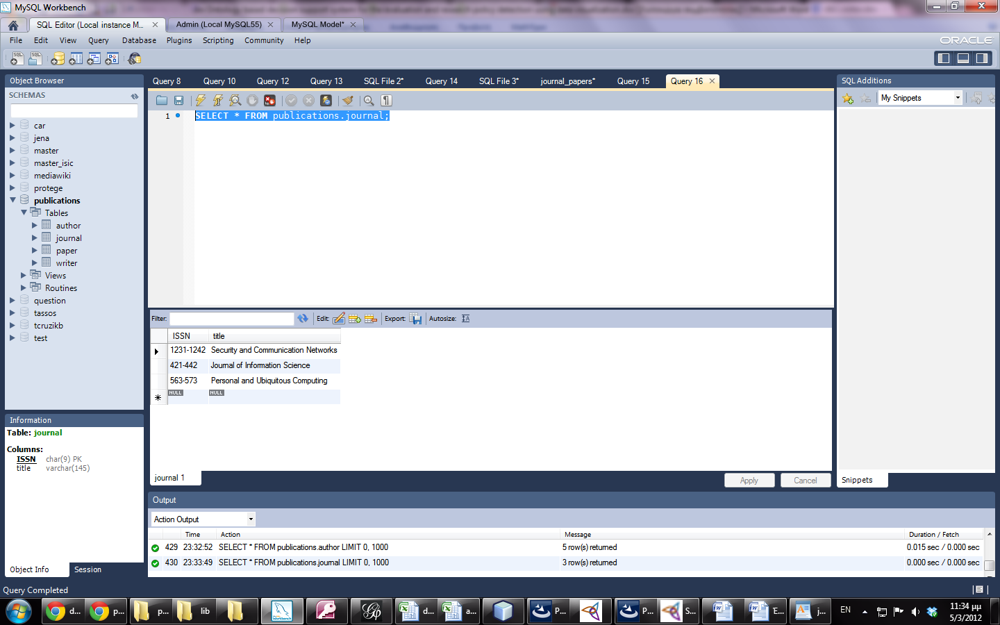 MySQL Workbench
SQL Editor (Local instance M...
Admin (Local MySQL55)
MySQL Model*
File Edit View Query Database Plugins Scripting Community Help
ORACLE
Object Browser
SCHEMAS
car
jena
master
master_isic
mediawiki
protege
publications
Tables
author
journal
paper
writer
Views
Routines
question
tassos
tcruzikb
test
Information
Table: journal
Columns:
ISSN char(9) PK
title varchar(145)
Object Info Session
Query 8 Query 10 Query 12 Query 13 SQL File 2* Query 14 SQL File 3* journal_papers* Query 15 Query 16
1 SELECT * FROM publications.journal;
Filter: Edit: Export: Autosize:
ISSN title
1231-1242 Security and Communication Networks
421-442 Journal of Information Science
563-573 Personal and Ubiquitous Computing
NULL NULL
journal 1
Apply Cancel
SQL Additions
My Snippets
Snippets
Output
Action Output
Time Action Message Duration / Fetch
429 23:32:52 SELECT * FROM publications.author LIMIT 0, 1000 5 row(s) returned 0.015 sec / 0.000 sec
430 23:33:49 SELECT * FROM publications.journal LIMIT 0, 1000 3 row(s) returned 0.000 sec / 0.000 sec
Query Completed
d... p... p... lib d... a... P... P... S... Έ... j...
EN
11:34 μμ
5/3/2012